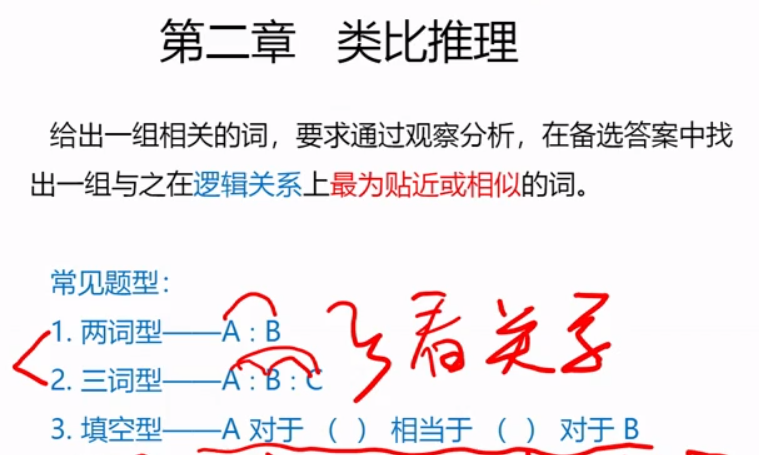 第二章 类比推理
给出一组相关的词，要求通过观察分析，在备选答案中找
出一组与之在逻辑关系上最为贴近或相似的词。
常见题型：
1. 两词型——A : B
2. 三词型——A : B : C
看关系
3. 填空型——A 对于 （ ） 相当于 （ ） 对于 B